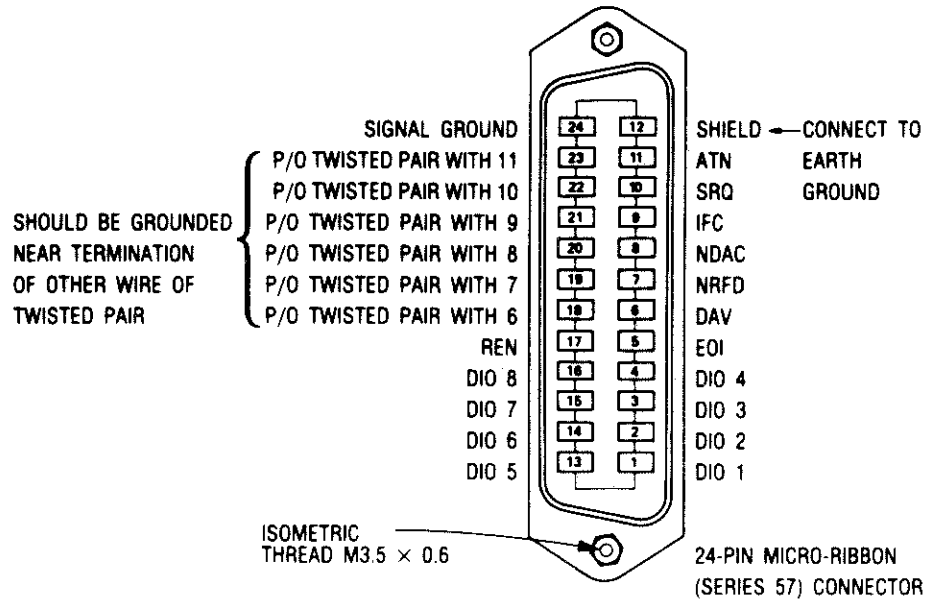 SIGNAL GROUND 24 12 SHIELD ← CONNECT TO
P/O TWISTED PAIR WITH 11 23 11 ATN EARTH
P/O TWISTED PAIR WITH 10 22 10 SRQ GROUND
SHOULD BE GROUNDED P/O TWISTED PAIR WITH 9 21 9 IFC
NEAR TERMINATION P/O TWISTED PAIR WITH 8 20 8 NDAC
OF OTHER WIRE OF P/O TWISTED PAIR WITH 7 19 7 NRFD
TWISTED PAIR P/O TWISTED PAIR WITH 6 18 6 DAV
REN 17 5 EOI
DIO 8 16 4 DIO 4
DIO 7 15 3 DIO 3
DIO 6 14 2 DIO 2
DIO 5 13 1 DIO 1
ISOMETRIC
THREAD M3.5 × 0.6
24-PIN MICRO-RIBBON
(SERIES 57) CONNECTOR